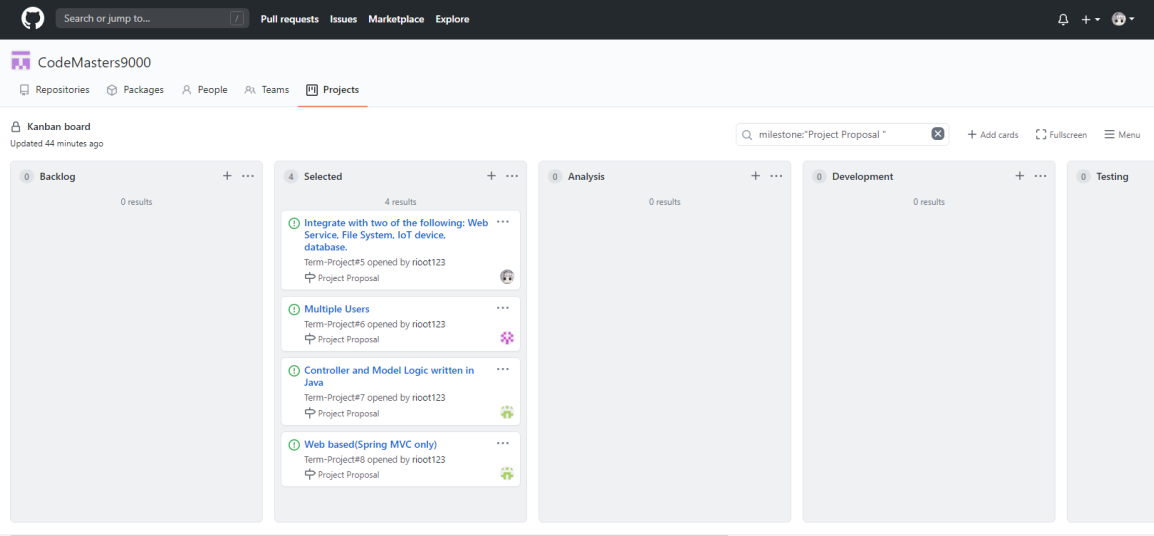 Search or jump to... /
Pull requests Issues Marketplace Explore
CodeMasters9000
Repositories Packages People Teams Projects
Kanban board
Updated 44 minutes ago
milestone:"Project Proposal "
Add cards Fullscreen Menu
0 Backlog
0 results
4 Selected
4 results
Integrate with two of the following: Web
Service, File System, IoT device,
database.
Term-Project#5 opened by rioot123
Project Proposal
Multiple Users
Term-Project#6 opened by rioot123
Project Proposal
Controller and Model Logic written in
Java
Term-Project#7 opened by rioot123
Project Proposal
Web based(Spring MVC only)
Term-Project#8 opened by rioot123
Project Proposal
0 Analysis
0 results
0 Development
0 results
0 Testing